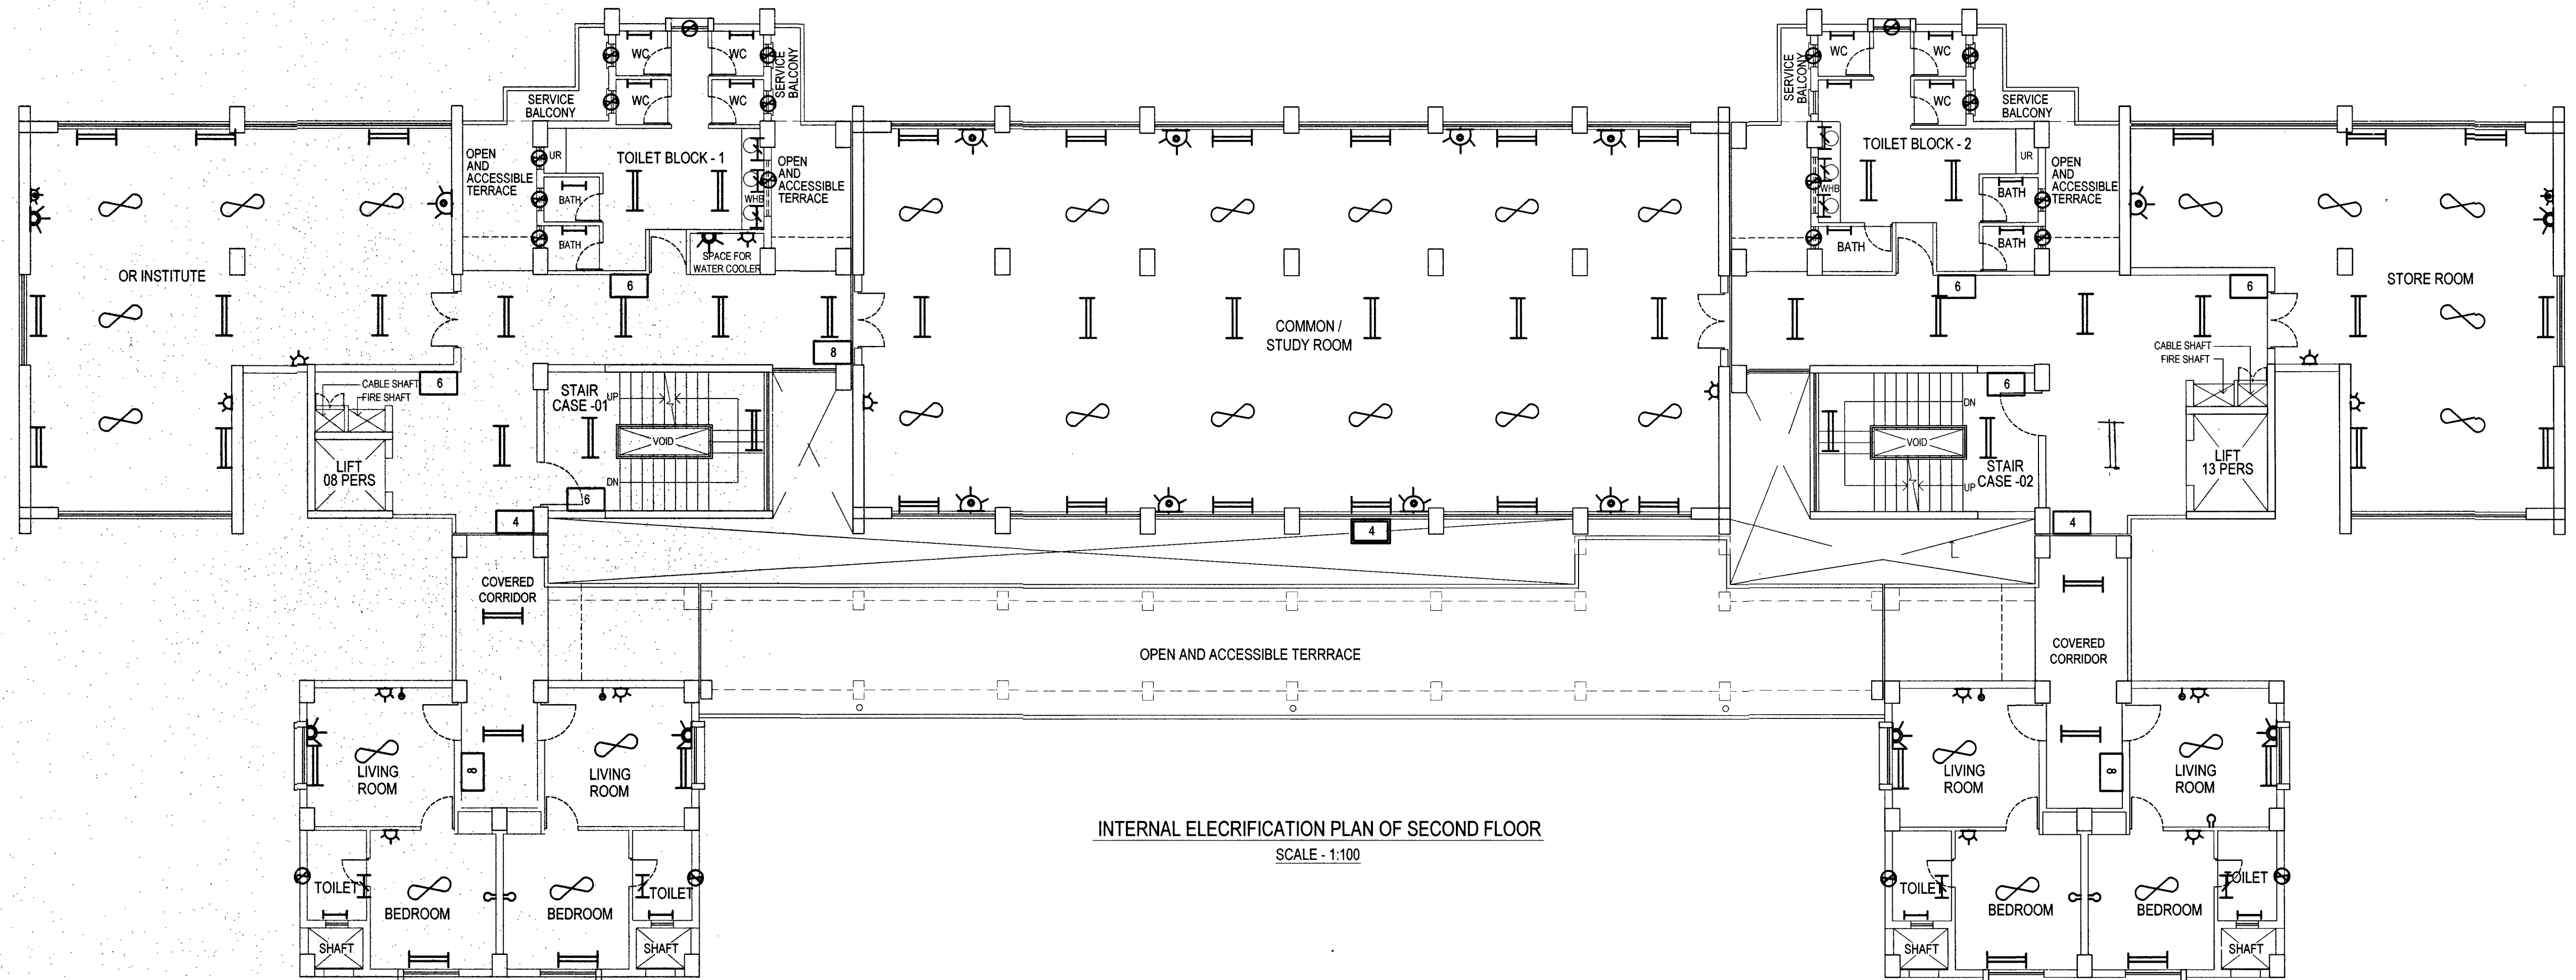 WC
WC
SERVICE
BALCONY
WC
WC
SERVICE
BALCONY
OPEN
AND
ACCESSIBLE
TERRACE
UR
TOILET BLOCK - 1
OPEN
AND
ACCESSIBLE
TERRACE
WHB
BATH
BATH
SPACE FOR
WATER COOLER
OR INSTITUTE
6
8
6
CABLE SHAFT
FIRE SHAFT
LIFT
08 PERS
STAIR
CASE -01
UP
VOID
DN
6
4
COMMON /
STUDY ROOM
4
WC
WC
SERVICE
BALCONY
WC
SERVICE
BALCONY
TOILET BLOCK - 2
UR
OPEN
AND
ACCESSIBLE
TERRACE
WHB
BATH
BATH
BATH
6
6
STORE ROOM
CABLE SHAFT
FIRE SHAFT
6
DN
VOID
UP
STAIR
CASE -02
LIFT
13 PERS
4
COVERED
CORRIDOR
OPEN AND ACCESSIBLE TERRRACE
COVERED
CORRIDOR
LIVING
ROOM
8
LIVING
ROOM
LIVING
ROOM
8
LIVING
ROOM
INTERNAL ELECRIFICATION PLAN OF SECOND FLOOR
SCALE - 1:100
TOILET
BEDROOM
BEDROOM
TOILET
TOILET
BEDROOM
BEDROOM
TOILET
SHAFT
SHAFT
SHAFT
SHAFT